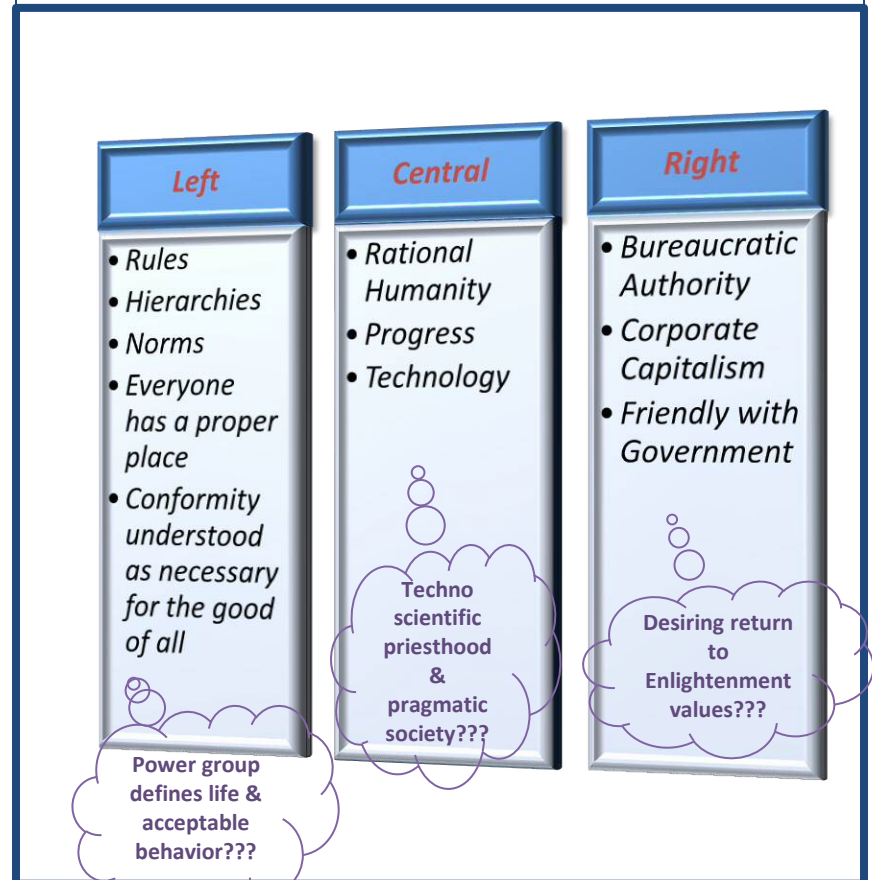 Left
• Rules
• Hierarchies
• Norms
• Everyone
has a proper
place
• Conformity
understood
as necessary
for the good
of all
Power group
defines life &
acceptable
behavior???
Central
• Rational
Humanity
• Progress
• Technology
Techno
scientific
priesthood
&
pragmatic
society???
Right
• Bureaucratic
Authority
• Corporate
Capitalism
• Friendly with
Government
Desiring return
to
Enlightenment
values???